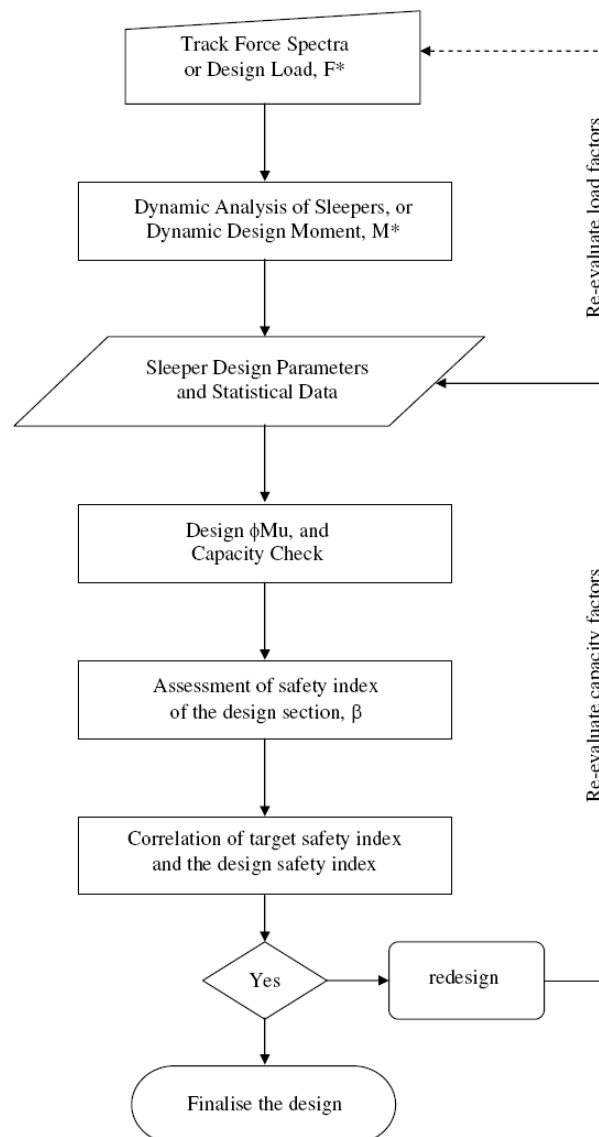 Track Force Spectra
or Design Load, F*
Re-evaluate load factors
Dynamic Analysis of Sleepers, or
Dynamic Design Moment, M*
Sleeper Design Parameters
and Statistical Data
Design ϕMu, and
Capacity Check
Re-evaluate capacity factors
Assessment of safety index
of the design section, β
Correlation of target safety index
and the design safety index
Yes
redesign
Finalise the design